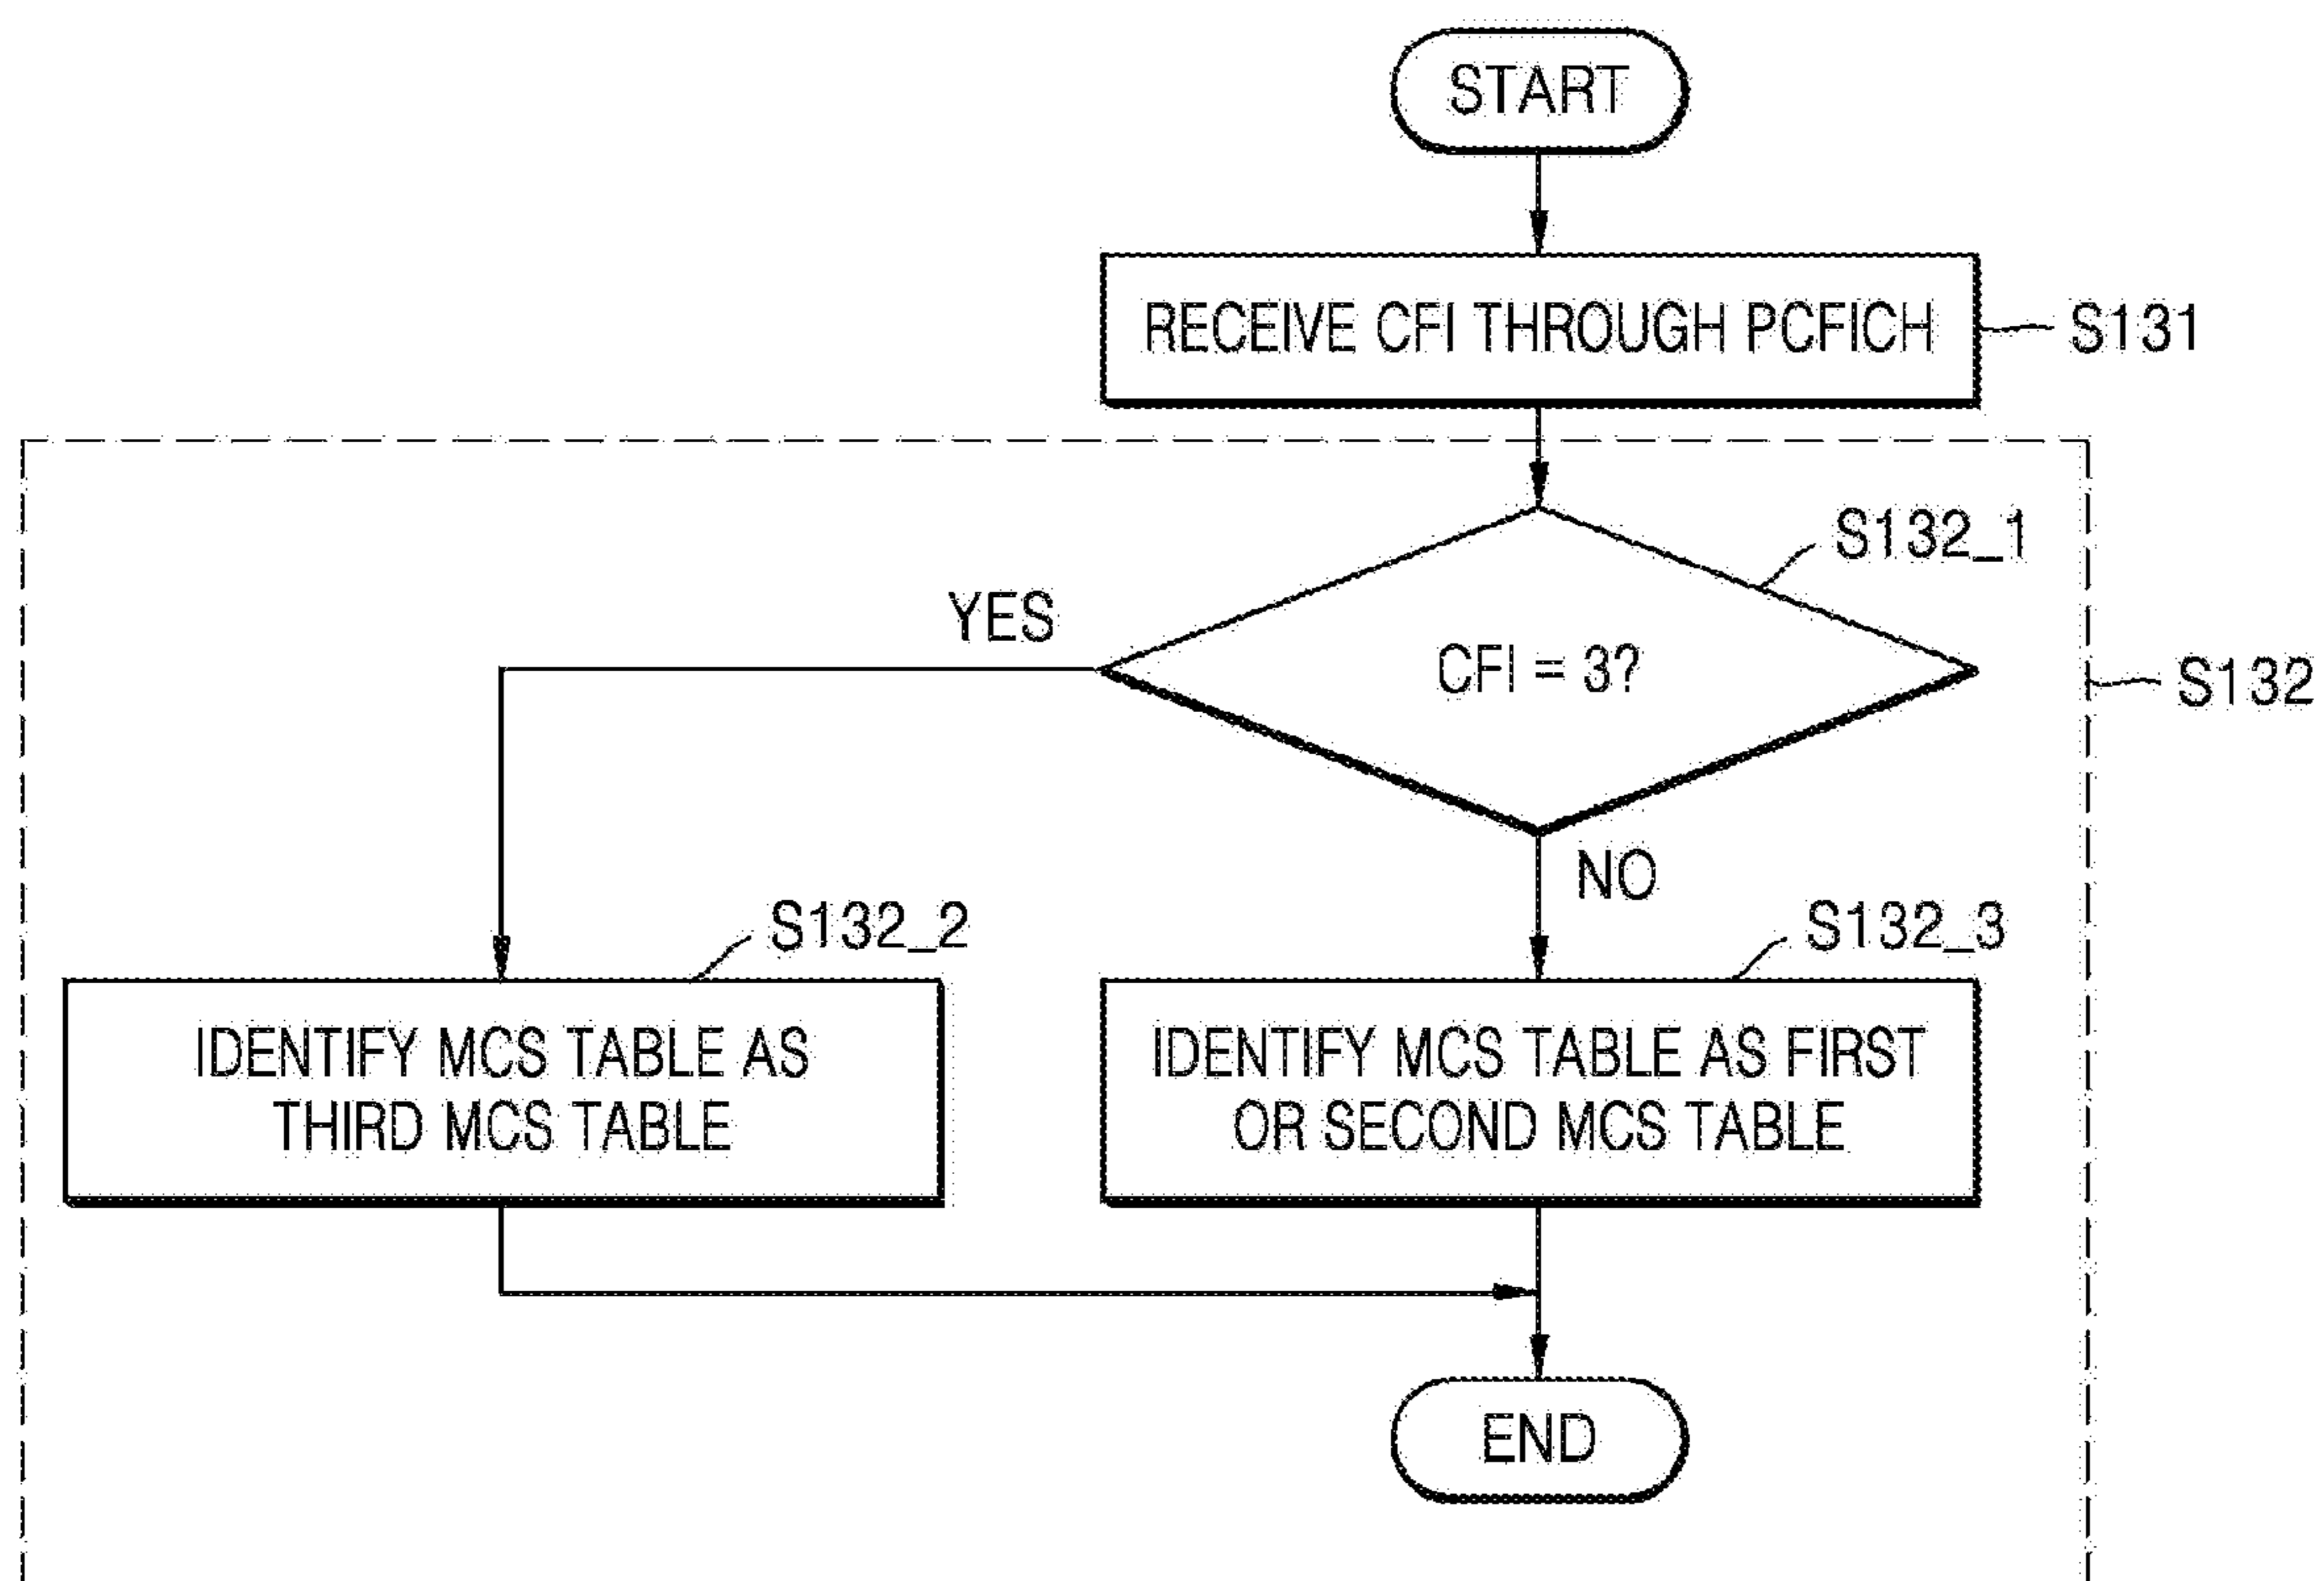 START
RECEIVE CFI THROUGH PCFICH
S131
S132_1
YES
CFI = 3?
S132
NO
S132_2
S132_3
IDENTIFY MCS TABLE AS
THIRD MCS TABLE
IDENTIFY MCS TABLE AS FIRST
OR SECOND MCS TABLE
END